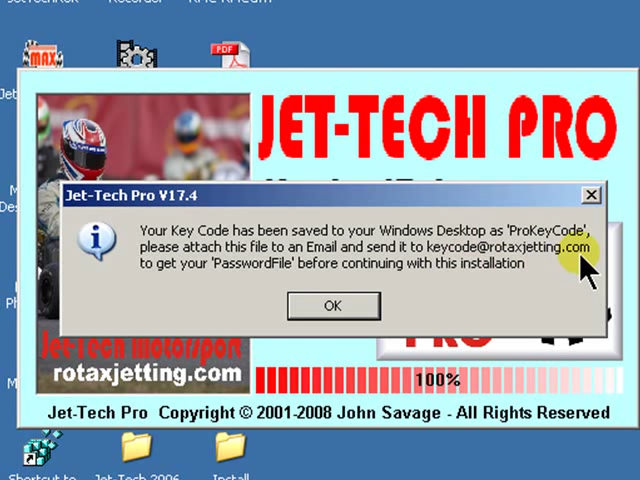 MAX
PDF
JET-TECH PRO
Jet-Tech Pro V17.4
Your Key Code has been saved to your Windows Desktop as 'ProKeyCode',
please attach this file to an Email and send it to keycode@rotaxjetting.com
to get your 'PasswordFile' before continuing with this installation
OK
Jet-Tech Motorsport
rotaxjetting.com
PRO
100%
Jet-Tech Pro Copyright © 2001-2008 John Savage - All Rights Reserved
Shortcut to
Jet-Tech 2006
Install